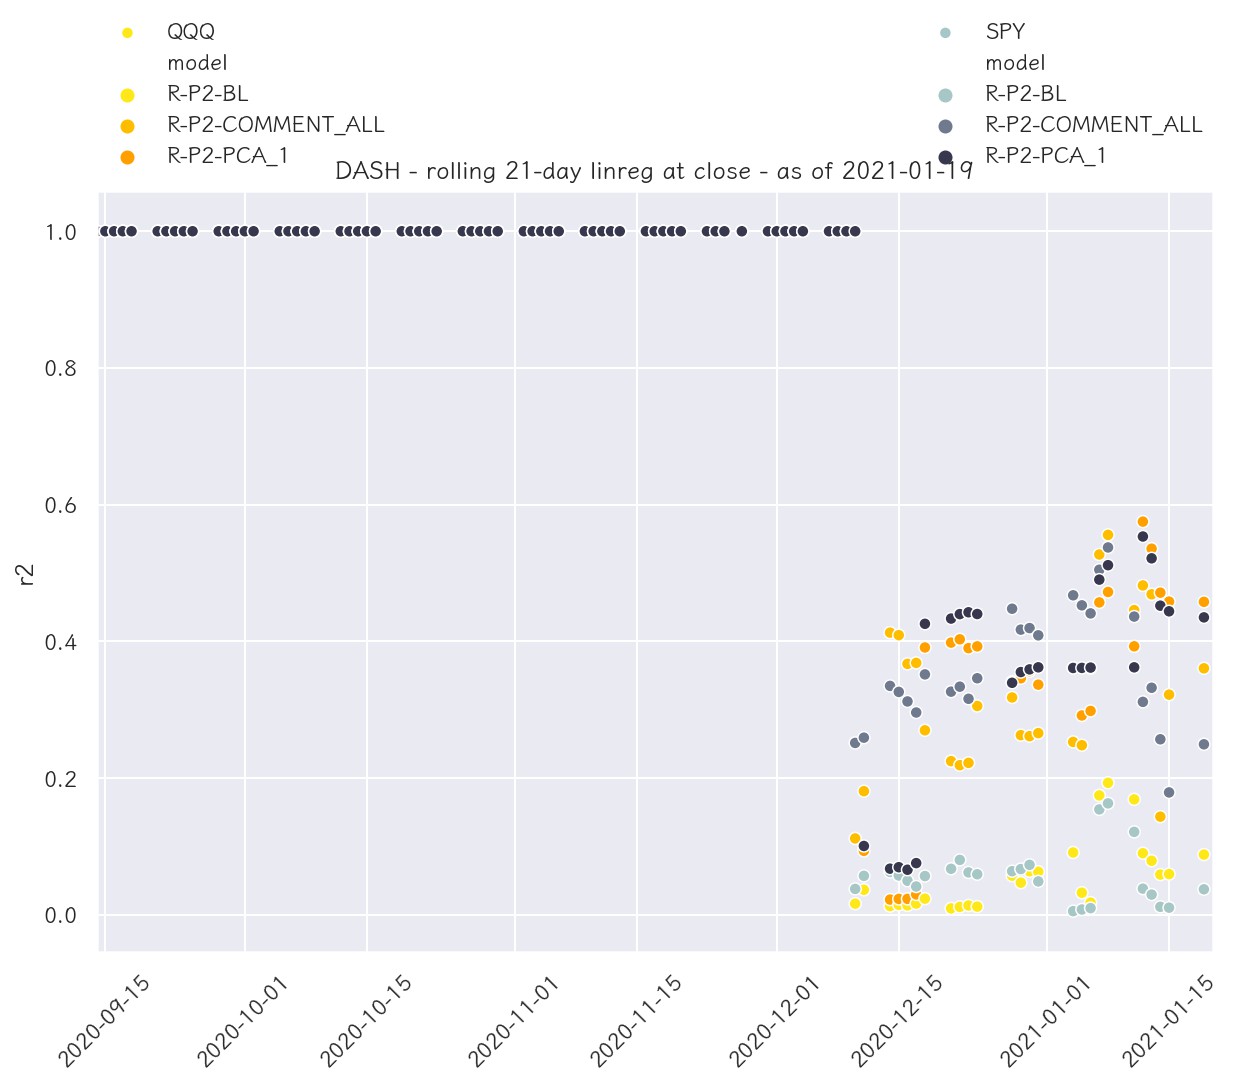 QQQ
model
R-P2-BL
R-P2-COMMENT_ALL
R-P2-PCA_1
SPY
model
R-P2-BL
R-P2-COMMENT_ALL
R-P2-PCA_1
DASH - rolling 21-day linreg at close - as of 2021-01-19
r2
1.0
0.8
0.6
0.4
0.2
0.0
2020-09-15
2020-10-01
2020-10-15
2020-11-01
2020-11-15
2020-12-01
2020-12-15
2021-01-01
2021-01-15